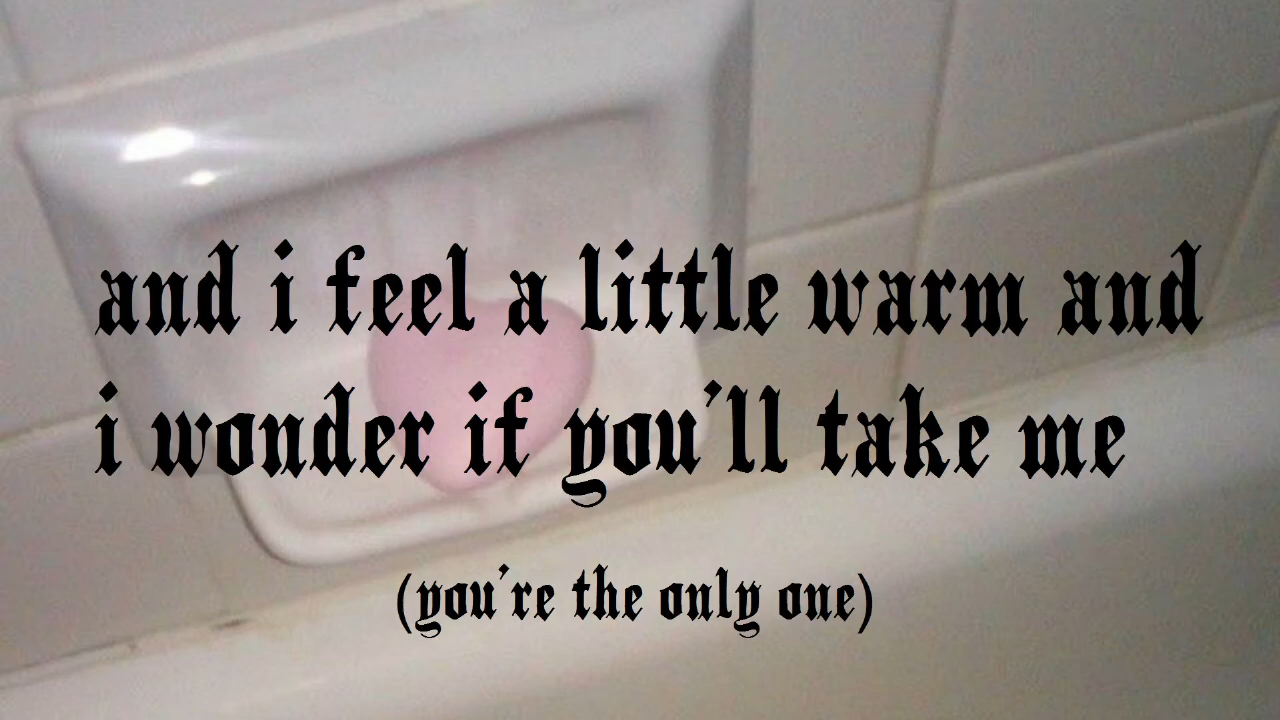 and i feel a little warm and
i wonder if you'll take me
(you're the only one)